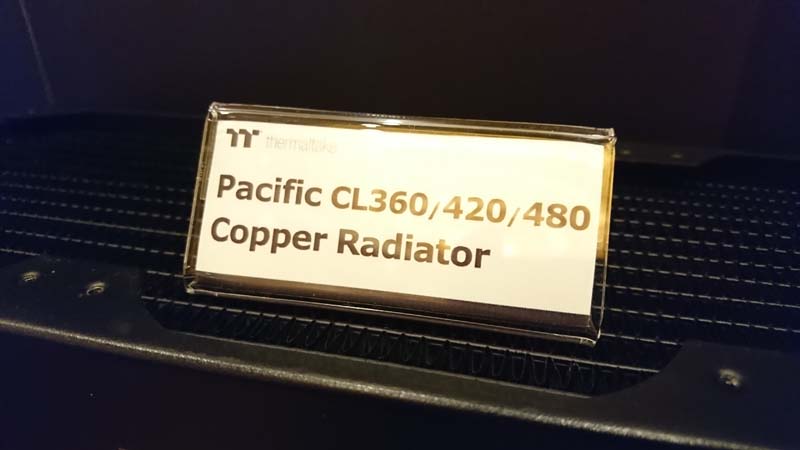 thermaltake
Pacific CL360/420/480
Copper Radiator